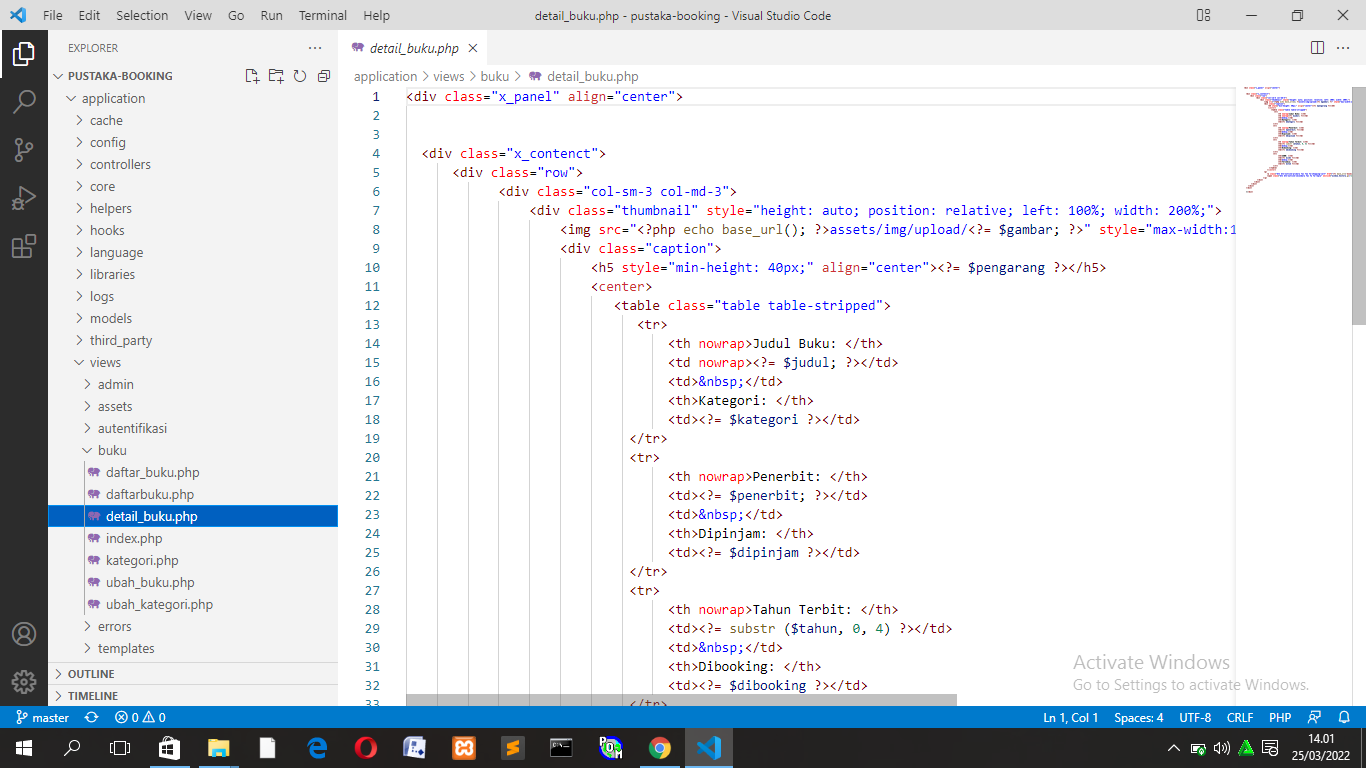 File Edit Selection View Go Run Terminal Help detail_buku.php - pustaka-booking - Visual Studio Code
EXPLORER
PUSTAKA-BOOKING
application
cache
config
controllers
core
helpers
hooks
language
libraries
logs
models
third_party
views
admin
assets
autentifikasi
buku
daftar_buku.php
daftarbuku.php
detail_buku.php
index.php
kategori.php
ubah_buku.php
ubah_kategori.php
errors
templates
OUTLINE
TIMELINE
detail_buku.php
application > views > buku > detail_buku.php
1 <div class="x_panel" align="center">
2
3
4 <div class="x_contenct">
5 <div class="row">
6 <div class="col-sm-3 col-md-3">
7 <div class="thumbnail" style="height: auto; position: relative; left: 100%; width: 200%;">
8 <img src="<?php echo base_url(); ?>assets/img/upload/<?= $gambar; ?>" style="max-width:1
9 <div class="caption">
10 <h5 style="min-height: 40px;" align="center"><?= $pengarang ?></h5>
11 <center>
12 <table class="table table-stripped">
13 <tr>
14 <th nowrap>Judul Buku: </th>
15 <td nowrap><?= $judul; ?></td>
16 <td>&nbsp;</td>
17 <th>Kategori: </th>
18 <td><?= $kategori ?></td>
19 </tr>
20 <tr>
21 <th nowrap>Penerbit: </th>
22 <td><?= $penerbit; ?></td>
23 <td>&nbsp;</td>
24 <th>Dipinjam: </th>
25 <td><?= $dipinjam ?></td>
26 </tr>
27 <tr>
28 <th nowrap>Tahun Terbit: </th>
29 <td><?= substr ($tahun, 0, 4) ?></td>
30 <td>&nbsp;</td>
31 <th>Dibooking: </th>
32 <td><?= $dibooking ?></td>
33 </tr>
Activate Windows
Go to Settings to activate Windows.
master 0 0 Ln 1, Col 1 Spaces: 4 UTF-8 CRLF PHP
14.01
25/03/2022